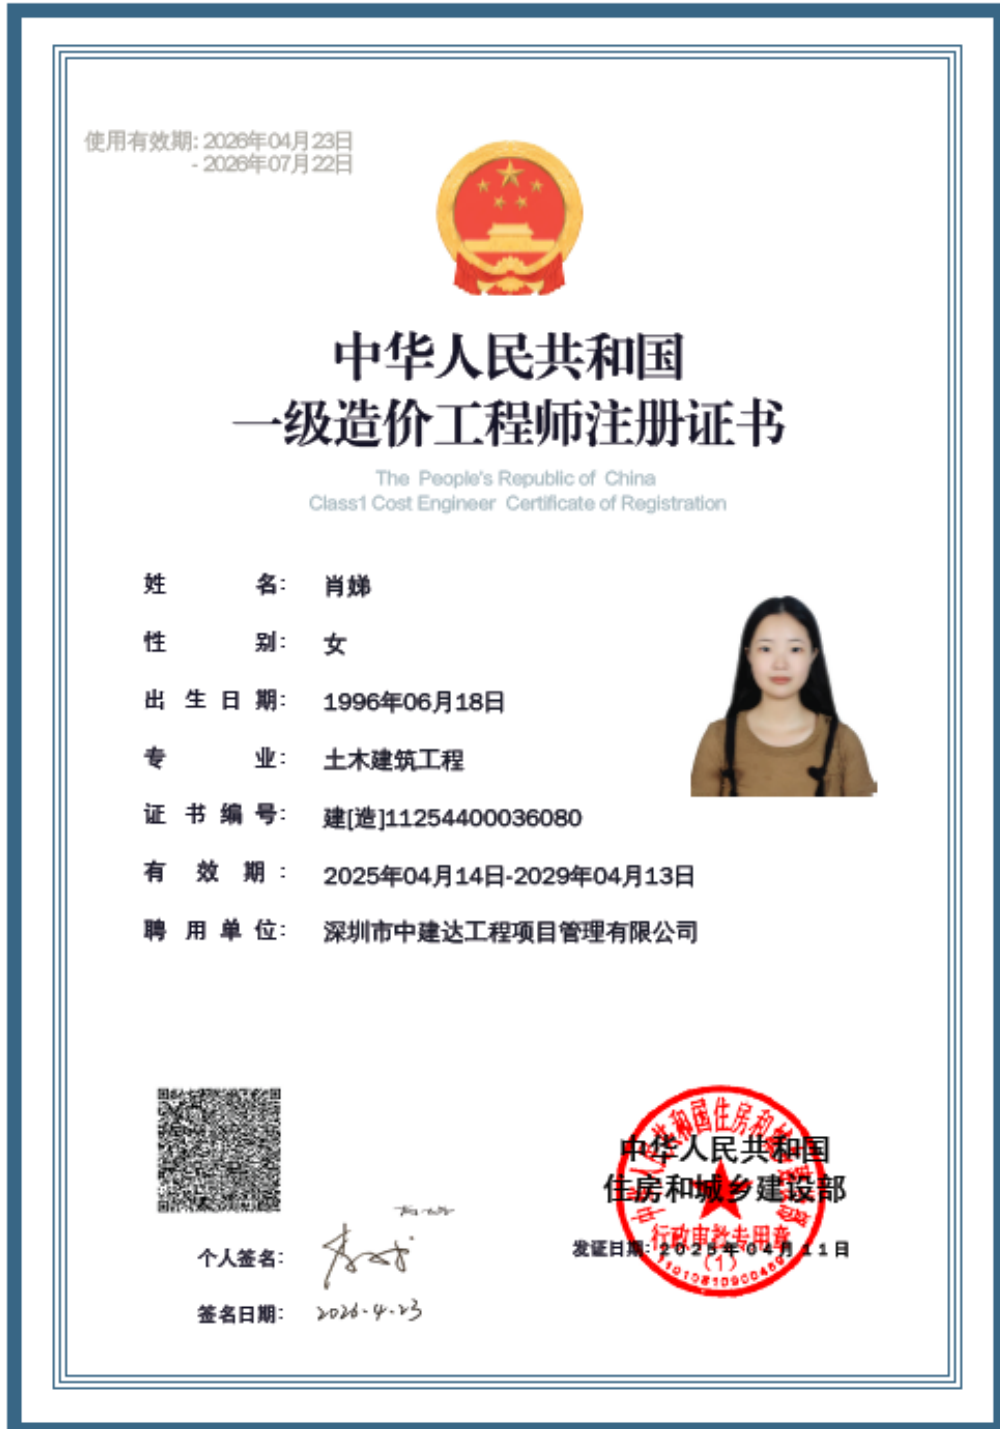 使用有效期: 2026年04月23日
- 2026年07月22日
中华人民共和国
一级造价工程师注册证书
The People's Republic of China
Class1 Cost Engineer Certificate of Registration
姓名: 肖娣
性别: 女
出生日期: 1996年06月18日
专业: 土木建筑工程
证书编号: 建[造]11254400036080
有效期: 2025年04月14日-2029年04月13日
聘用单位: 深圳市中建达工程项目管理有限公司
中华人民共和国
住房和城乡建设部
行政审批专用章
(1)
个人签名:
发证日期: 2025年04月11日
签名日期: 2026.4.23